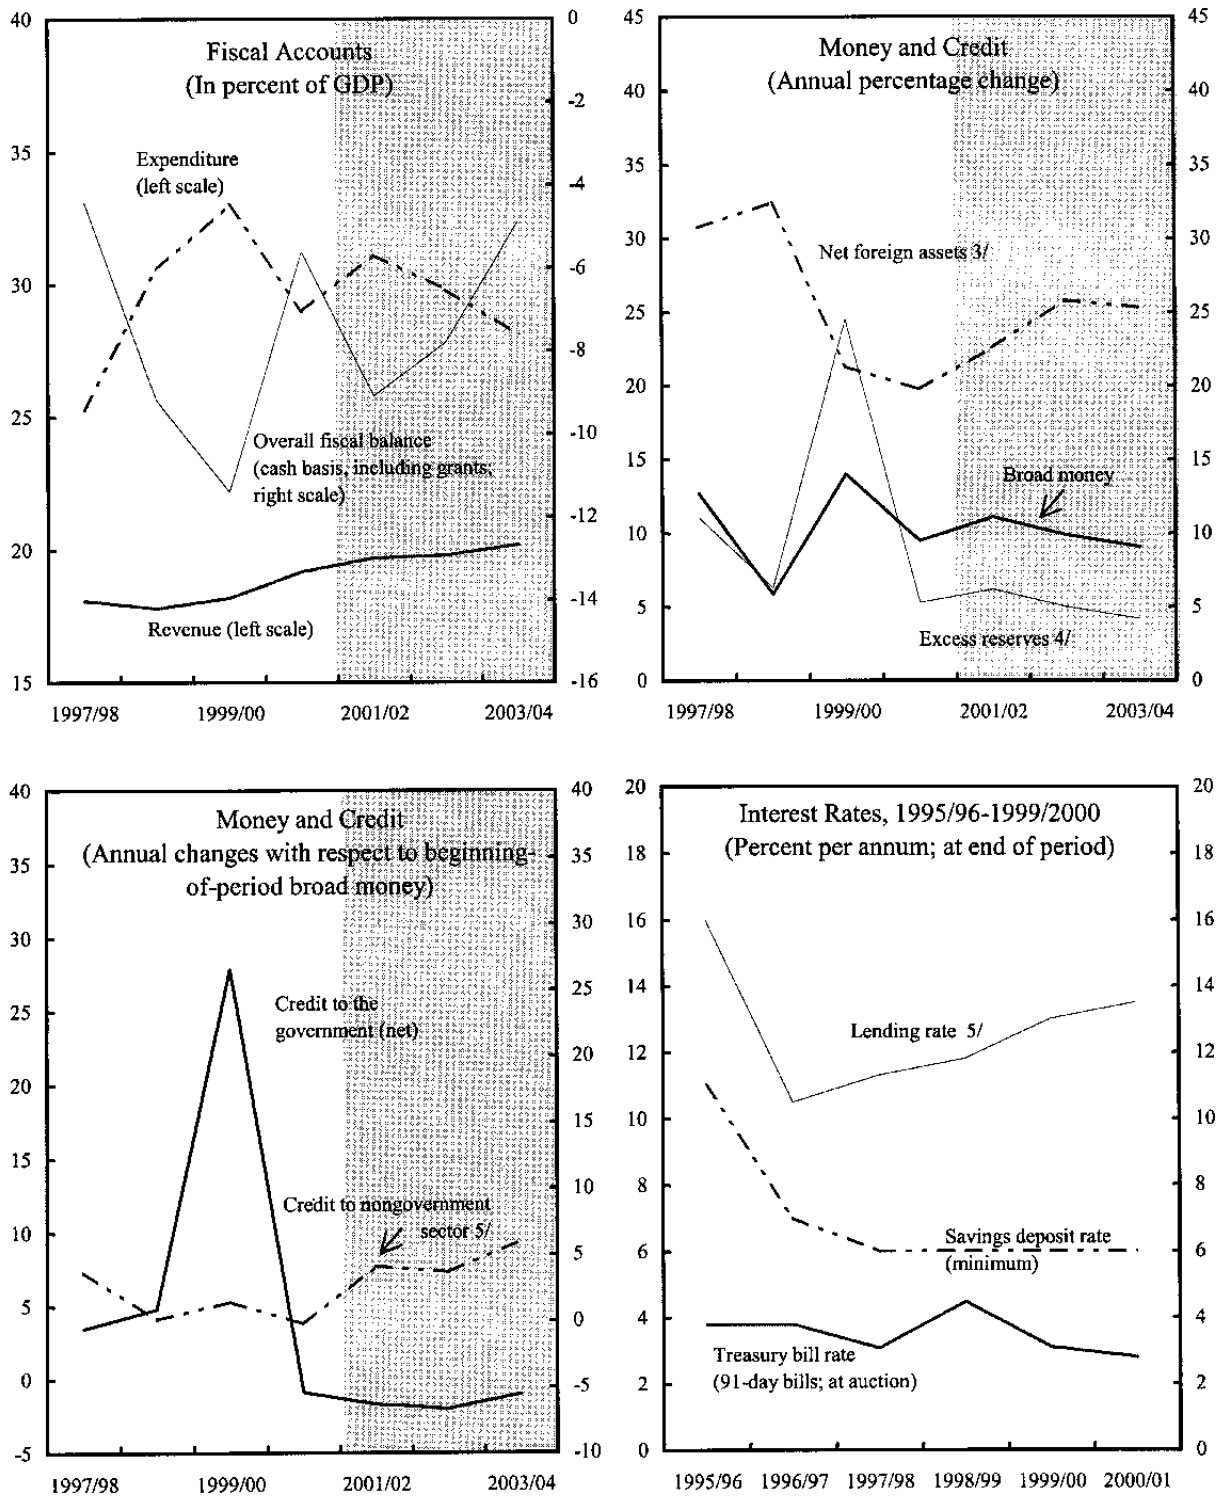 Fiscal Accounts
(In percent of GDP)
40
35
30
25
20
15
0
-2
-4
-6
-8
-10
-12
-14
-16
Expenditure
(left scale)
Overall fiscal balance
(cash basis, including grants,
right scale)
Revenue (left scale)
1997/98 1999/00 2001/02 2003/04
Money and Credit
(Annual percentage change)
45
40
35
30
25
20
15
10
5
0
45
40
35
30
25
20
15
10
5
0
Net foreign assets 3/
Broad money
Excess reserves 4/
1997/98 1999/00 2001/02 2003/04
Money and Credit
(Annual changes with respect to beginning-
of-period broad money)
40
35
30
25
20
15
10
5
0
-5
40
35
30
25
20
15
10
5
0
-5
-10
Credit to the
government (net)
Credit to nongovernment
sector 5/
1997/98 1999/00 2001/02 2003/04
Interest Rates, 1995/96-1999/2000
(Percent per annum; at end of period)
20
18
16
14
12
10
8
6
4
2
0
20
18
16
14
12
10
8
6
4
2
0
Lending rate 5/
Savings deposit rate
(minimum)
Treasury bill rate
(91-day bills; at auction)
1995/96 1996/97 1997/98 1998/99 1999/00 2000/01